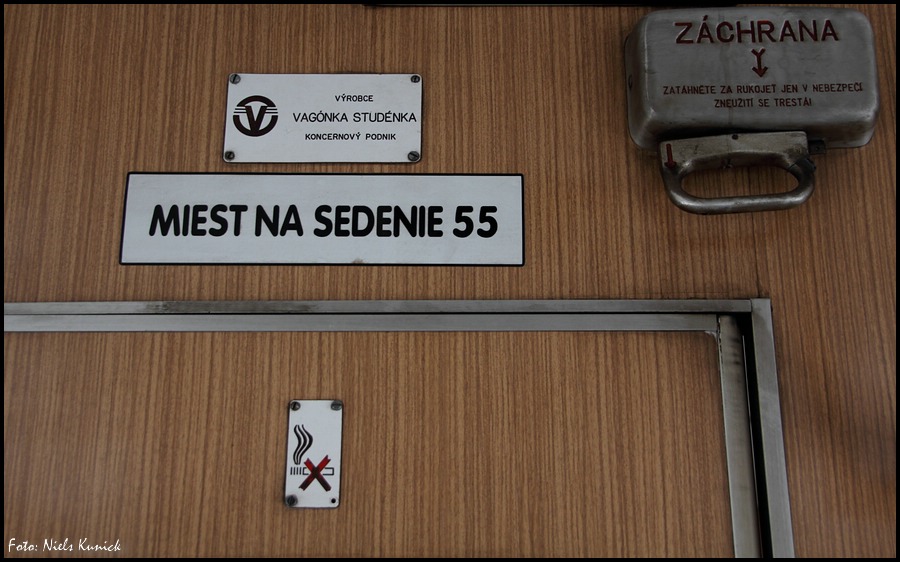 ZÁCHRANA
ZATÁHNĚTE ZA RUKOJEŤ JEN V NEBEZPEČÍ
ZNEUŽITÍ SE TRESTÁ!
VÝROBCE
VAGÓNKA STUDÉNKA
KONCERNOVÝ PODNIK
MIEST NA SEDENIE 55
Foto: Niels Kunick